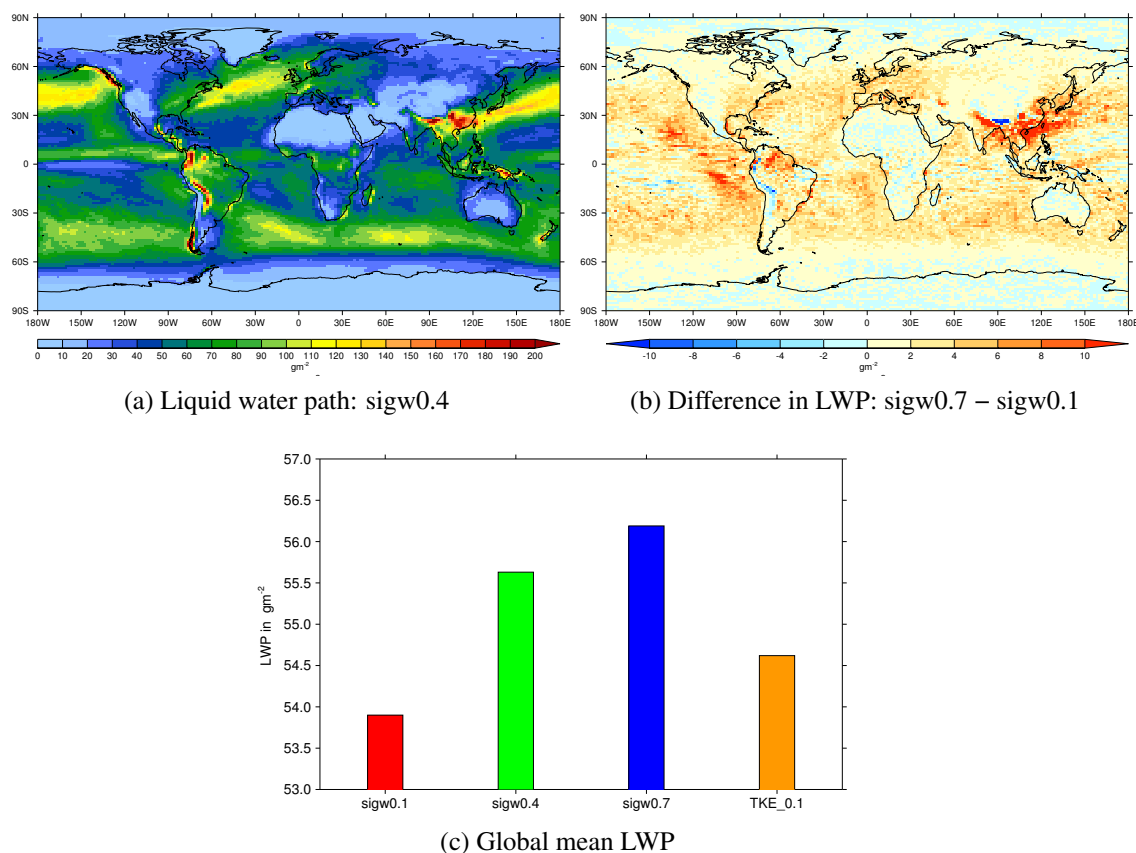 90N
60N
30N
0
30S
60S
90S
180W 150W 120W 90W 60W 30W 0 30E 60E 90E 120E 150E 180E
0 10 20 30 40 50 60 70 80 90 100 110 120 130 140 150 160 170 180 190 200
gm⁻²
(a) Liquid water path: sigw0.4
90N
60N
30N
0
30S
60S
90S
180W 150W 120W 90W 60W 30W 0 30E 60E 90E 120E 150E 180E
-10 -8 -6 -4 -2 0 2 4 6 8 10
gm⁻²
(b) Difference in LWP: sigw0.7 − sigw0.1
57.0
56.5
56.0
55.5
55.0
54.5
54.0
53.5
53.0
LWP in gm⁻²
sigw0.1 sigw0.4 sigw0.7 TKE_0.1
(c) Global mean LWP